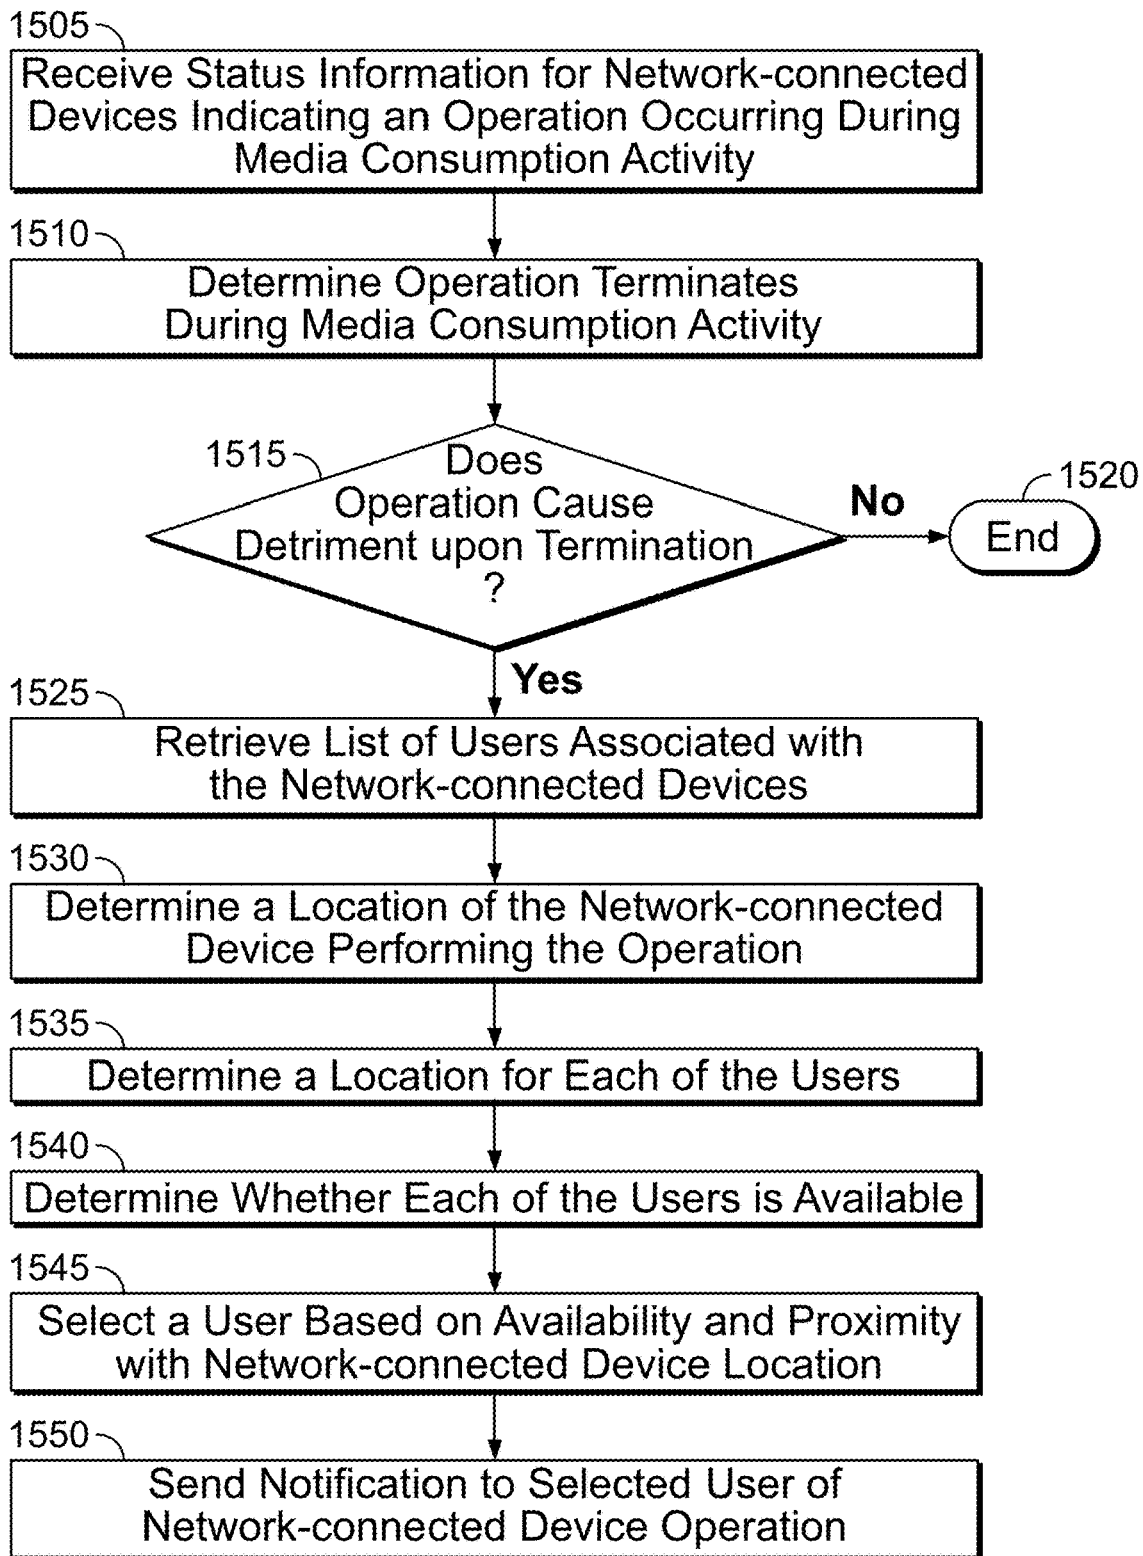 1505
Receive Status Information for Network-connected
Devices Indicating an Operation Occurring During
Media Consumption Activity
1510
Determine Operation Terminates
During Media Consumption Activity
1515
Does
Operation Cause
Detriment upon Termination
?
No
1520
End
Yes
1525
Retrieve List of Users Associated with
the Network-connected Devices
1530
Determine a Location of the Network-connected
Device Performing the Operation
1535
Determine a Location for Each of the Users
1540
Determine Whether Each of the Users is Available
1545
Select a User Based on Availability and Proximity
with Network-connected Device Location
1550
Send Notification to Selected User of
Network-connected Device Operation